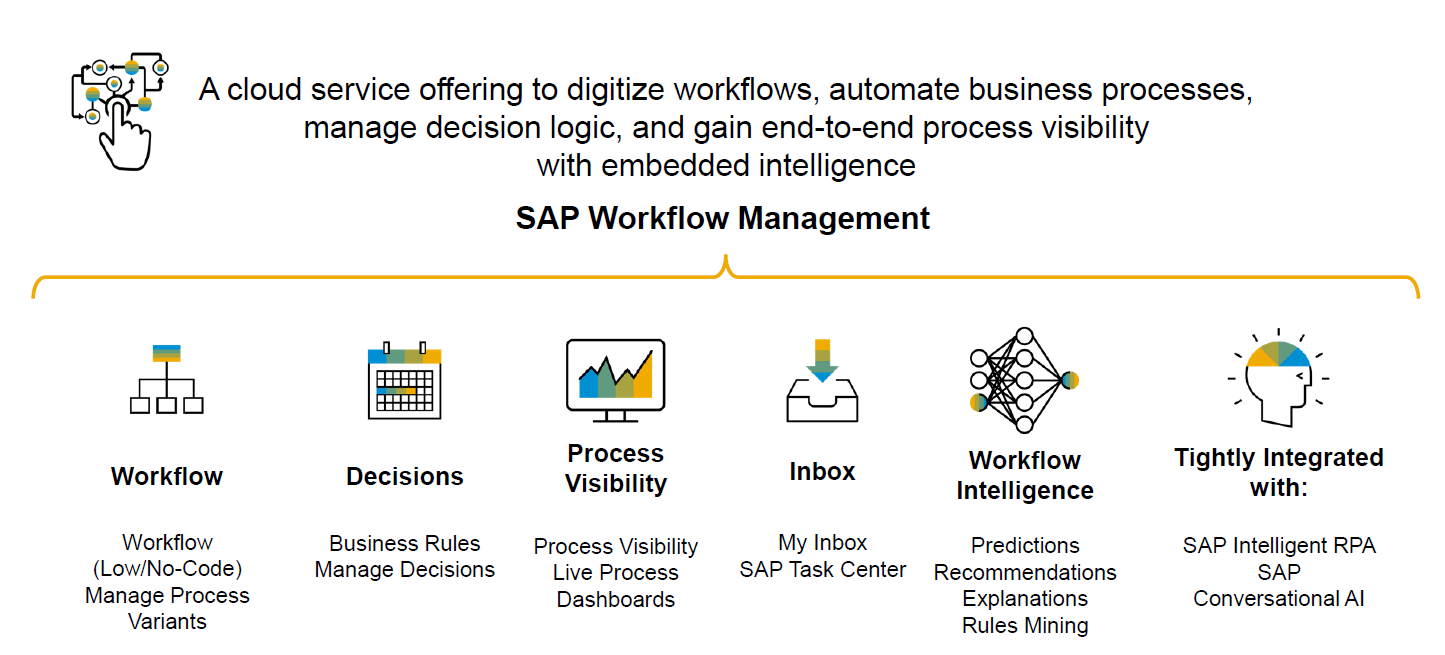 A cloud service offering to digitize workflows, automate business processes,
manage decision logic, and gain end-to-end process visibility
with embedded intelligence
SAP Workflow Management
Workflow
Workflow
(Low/No-Code)
Manage Process
Variants
Decisions
Business Rules
Manage Decisions
Process
Visibility
Process Visibility
Live Process
Dashboards
Inbox
My Inbox
SAP Task Center
Workflow
Intelligence
Predictions
Recommendations
Explanations
Rules Mining
Tightly Integrated
with:
SAP Intelligent RPA
SAP
Conversational AI